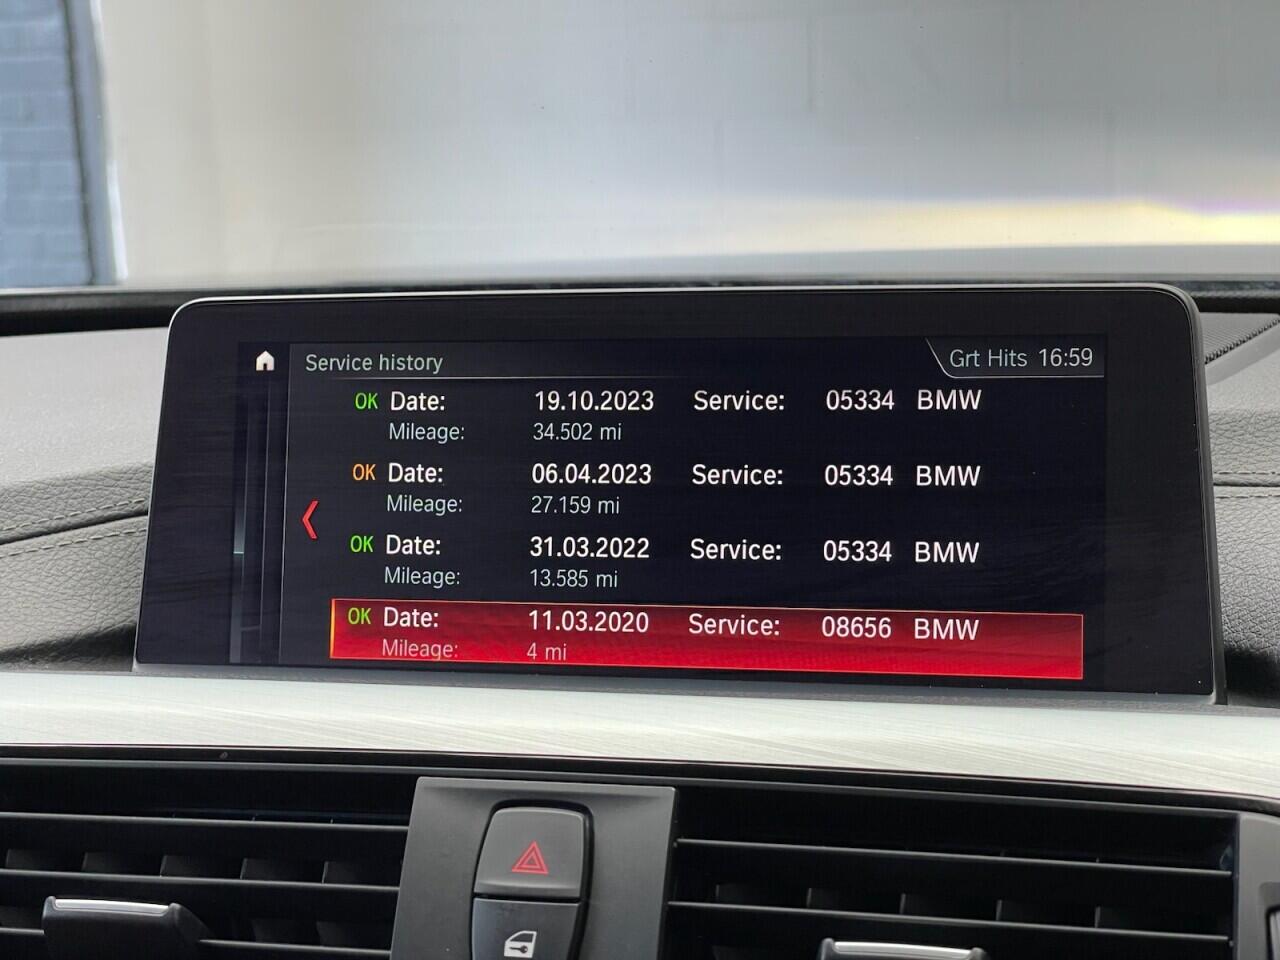 Service history Grt Hits 16:59
OK Date: 19.10.2023 Service: 05334 BMW
Mileage: 34.502 mi
OK Date: 06.04.2023 Service: 05334 BMW
Mileage: 27.159 mi
OK Date: 31.03.2022 Service: 05334 BMW
Mileage: 13.585 mi
OK Date: 11.03.2020 Service: 08656 BMW
Mileage: 4 mi